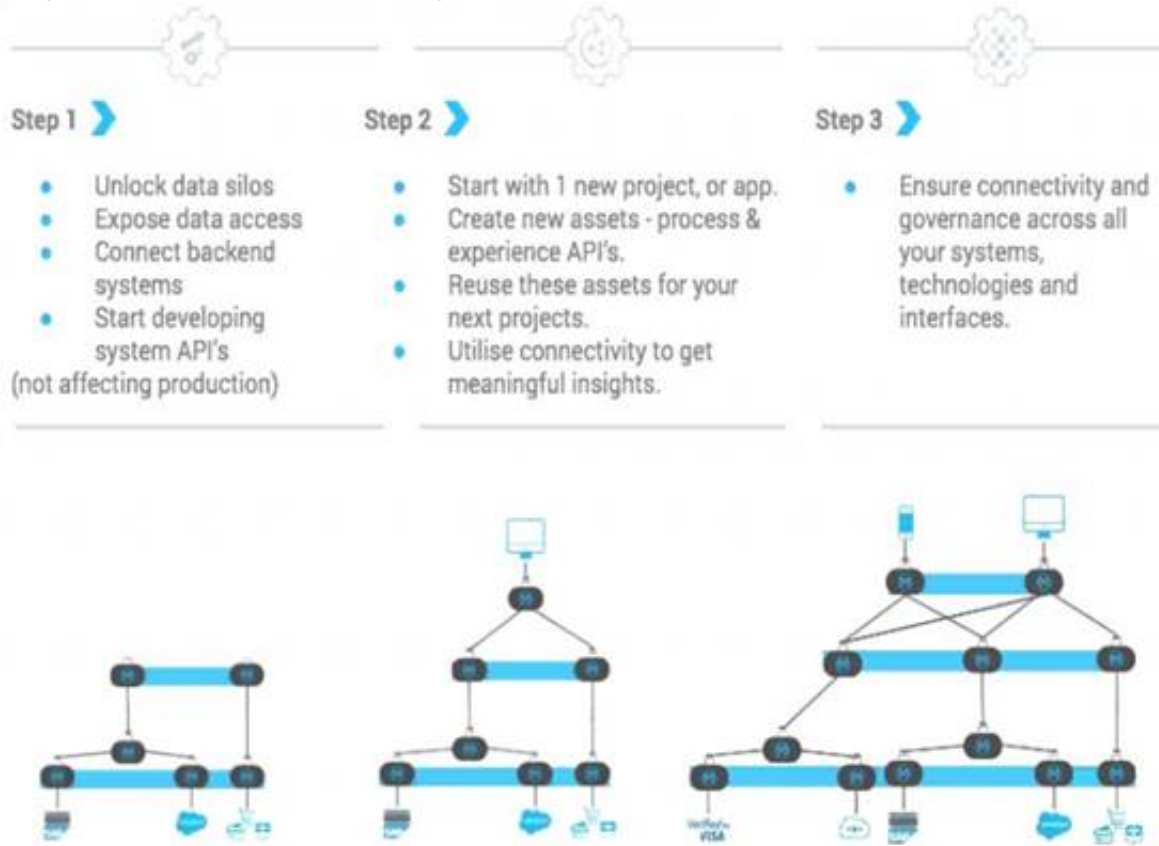 Step 1
Unlock data silos
Expose data access
Connect backend
systems
Start developing
system API's
(not affecting production)
Step 2
Start with 1 new project, or app.
Create new assets - process &
experience API's.
Reuse these assets for your
next projects.
Utilise connectivity to get
meaningful insights.
Step 3
Ensure connectivity and
governance across all
your systems,
technologies and
interfaces.
VISA